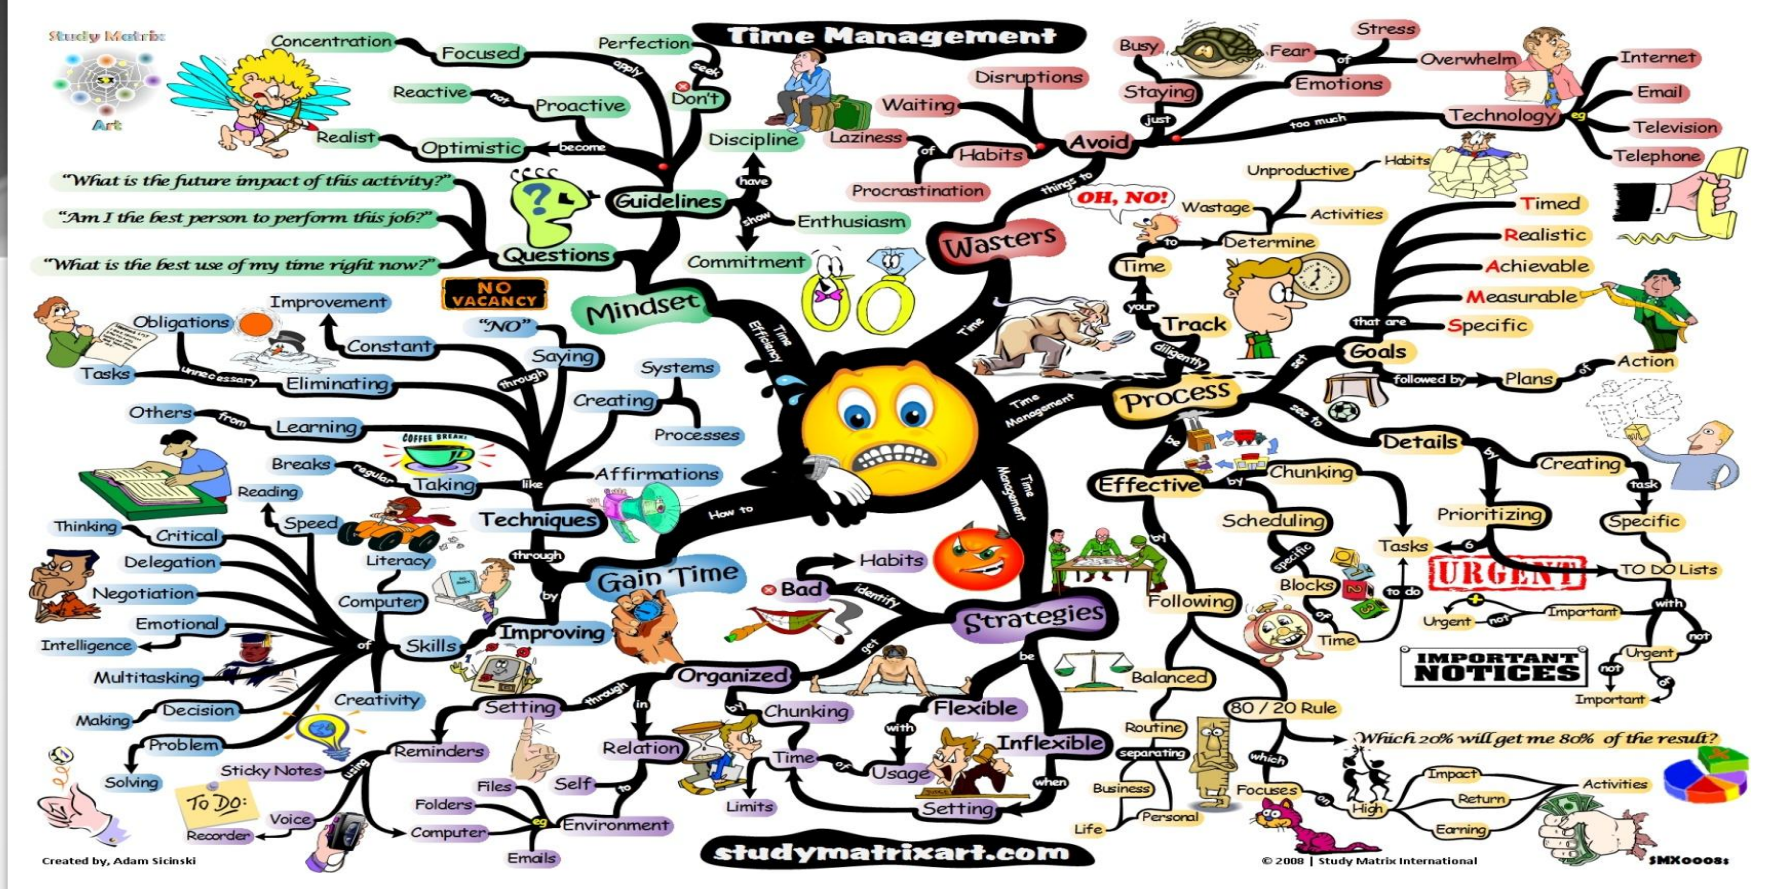 Study Matrix
Art
Time Management
Concentration
Focused
apply
Perfection
seek
Don't
Reactive
not
Proactive
Realist
Optimistic
become
"What is the future impact of this activity?"
"Am I the best person to perform this job?"
"What is the best use of my time right now?"
Questions
Guidelines
Discipline
have
show
Enthusiasm
Commitment
Mindset
Time
Efficiency
Busy
Staying
just
Fear
of
Stress
Overwhelm
Emotions
Disruptions
Waiting
Laziness
of
Habits
Procrastination
Avoid
things to
too much
Technology
eg
Internet
Email
Television
Telephone
Wasters
Time
OH, NO!
Unproductive
Habits
Wastage
Activities
to
Determine
Time
your
Track
diligently
Timed
Realistic
Achievable
Measurable
Specific
that are
Goals
set
followed by
Plans
of
Action
Process
Time
Management
see to
Details
by
Creating
task
Specific
Prioritizing
6
Tasks
URGENT
TO DO Lists
with
Urgent
not
Important
not
Urgent
not
of
Important
IMPORTANT
NOTICES
be
Effective
by
Chunking
Scheduling
specific
Blocks
of
Time
to do
by
Following
Balanced
Routine
separating
Business
Life
Personal
80 / 20 Rule
Which 20% will get me 80% of the result?
which
Focuses
on
High
Impact
Return
Earning
Activities
NO
VACANCY
Improvement
Constant
Obligations
Tasks
unnecessary
Eliminating
"NO"
Saying
through
Systems
Creating
Processes
Others
from
Learning
COFFEE BREAK!
Breaks
regular
Taking
like
Affirmations
Techniques
How to
through
Gain Time
by
Improving
Reading
Speed
Thinking
Critical
Delegation
Negotiation
Emotional
Intelligence
Multitasking
Making
Decision
Problem
Solving
Literacy
Computer
of
Skills
Creativity
Time
Management
Strategies
identify
Bad
Habits
get
Organized
through
Setting
Reminders
using
Sticky Notes
TO DO:
Voice
Recorder
Computer
in
Relation
Self
to
Environment
eg
Files
Folders
Computer
Emails
by
Chunking
Time
Limits
of
Usage
with
Flexible
be
Inflexible
when
Setting
Created by, Adam Sicinski
studymatrixart.com
© 2008 | Study Matrix International